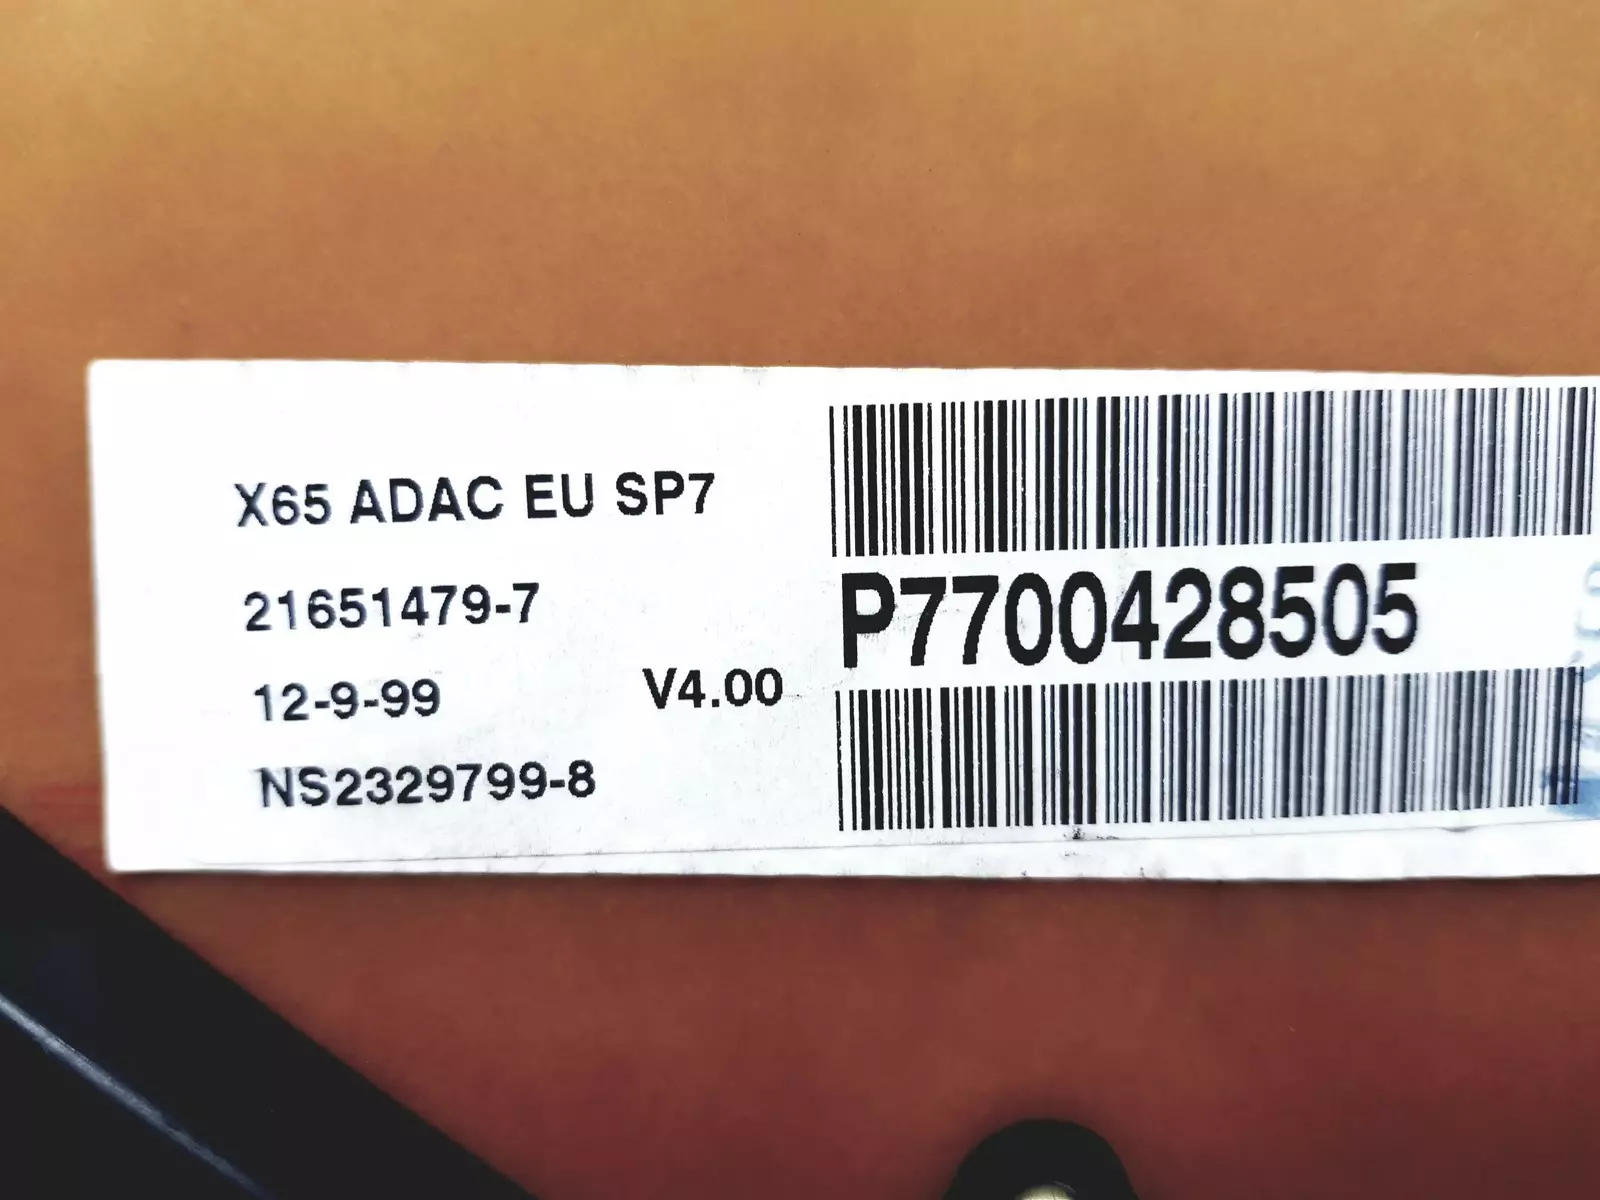 X65 ADAC EU SP7
21651479-7
12-9-99
V4.00
NS2329799-8
P7700428505